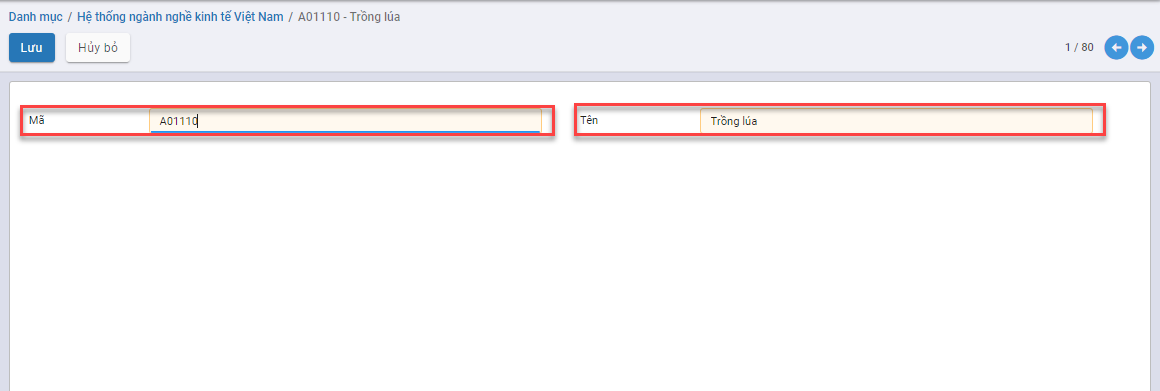 Danh mục / Hệ thống ngành nghề kinh tế Việt Nam / A01110 - Trồng lúa
Lưu Hủy bỏ 1 / 80
Mã A01110 Tên Trồng lúa